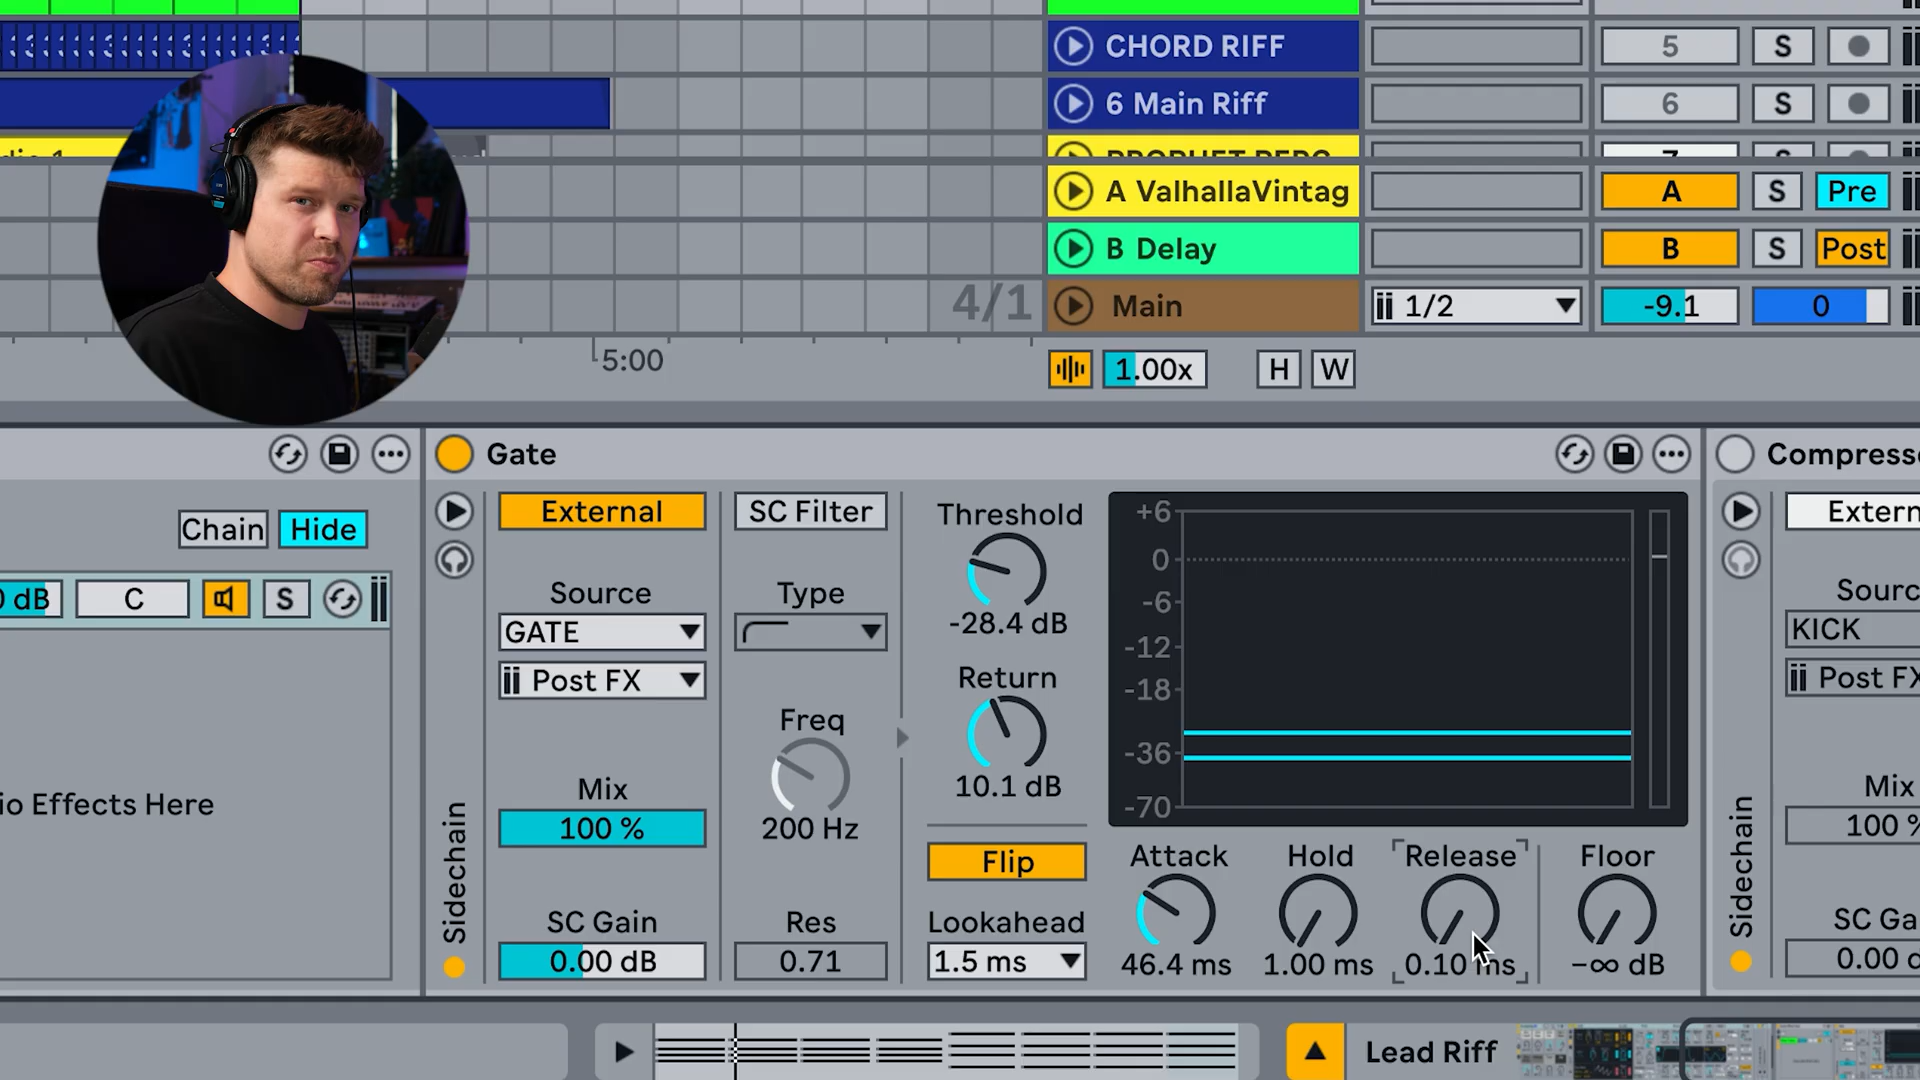 CHORD RIFF
5
S
6 Main Riff
6
S
A ValhallaVintag
A
S
Pre
B Delay
B
S
Post
4/1
Main
1/2
-9.1
0
5:00
1.00x
H
W
Gate
Compress
Chain
Hide
dB
C
S
io Effects Here
Sidechain
External
Source
GATE
Post FX
Mix
100 %
SC Gain
0.00 dB
SC Filter
Type
Freq
200 Hz
Res
0.71
Threshold
-28.4 dB
Return
10.1 dB
Flip
Lookahead
1.5 ms
+6
0
-6
-12
-18
-36
-70
Attack
46.4 ms
Hold
1.00 ms
Release
0.10 ms
Floor
-∞ dB
Sidechain
Extern
Sourc
KICK
Post FX
Mix
100 %
SC Ga
0.00 d
Lead Riff